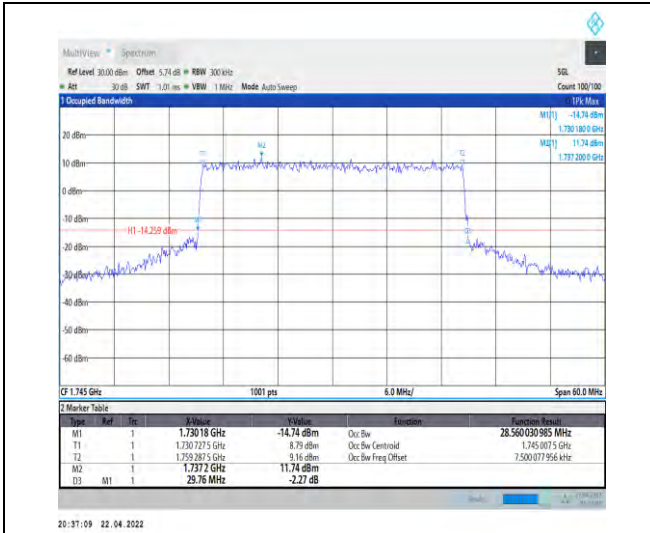 MultiView Spectrum
Ref Level 30.00 dBm Offset 5.74 dB RBW 300 kHz SGL
Att 30 dB SWT 1.01 ms VBW 1 MHz Mode Auto Sweep Count 100/100
1 Occupied Bandwidth 1Pk Max
M1[1] -14.74 dBm
1.730 180 0 GHz
M2[1] 11.74 dBm
1.737 200 0 GHz
20 dBm
M2
T1 T2
10 dBm
0 dBm
-10 dBm
M1
H1 -14.259 dBm
D3
-20 dBm
-30 dBm
-40 dBm
-50 dBm
-60 dBm
CF 1.745 GHz 1001 pts 6.0 MHz/ Span 60.0 MHz
2 Marker Table
Type Ref Trc X-Value Y-Value Function Function Result
M1 1 1.73018 GHz -14.74 dBm Occ Bw 28.560 030 985 MHz
T1 1 1.730 727 5 GHz 8.79 dBm Occ Bw Centroid 1.745 007 5 GHz
T2 1 1.759 287 5 GHz 9.16 dBm Occ Bw Freq Offset 7.500 077 956 kHz
M2 1 1.737 2 GHz 11.74 dBm
D3 M1 1 29.76 MHz -2.27 dB
20:37:09 22.04.2022